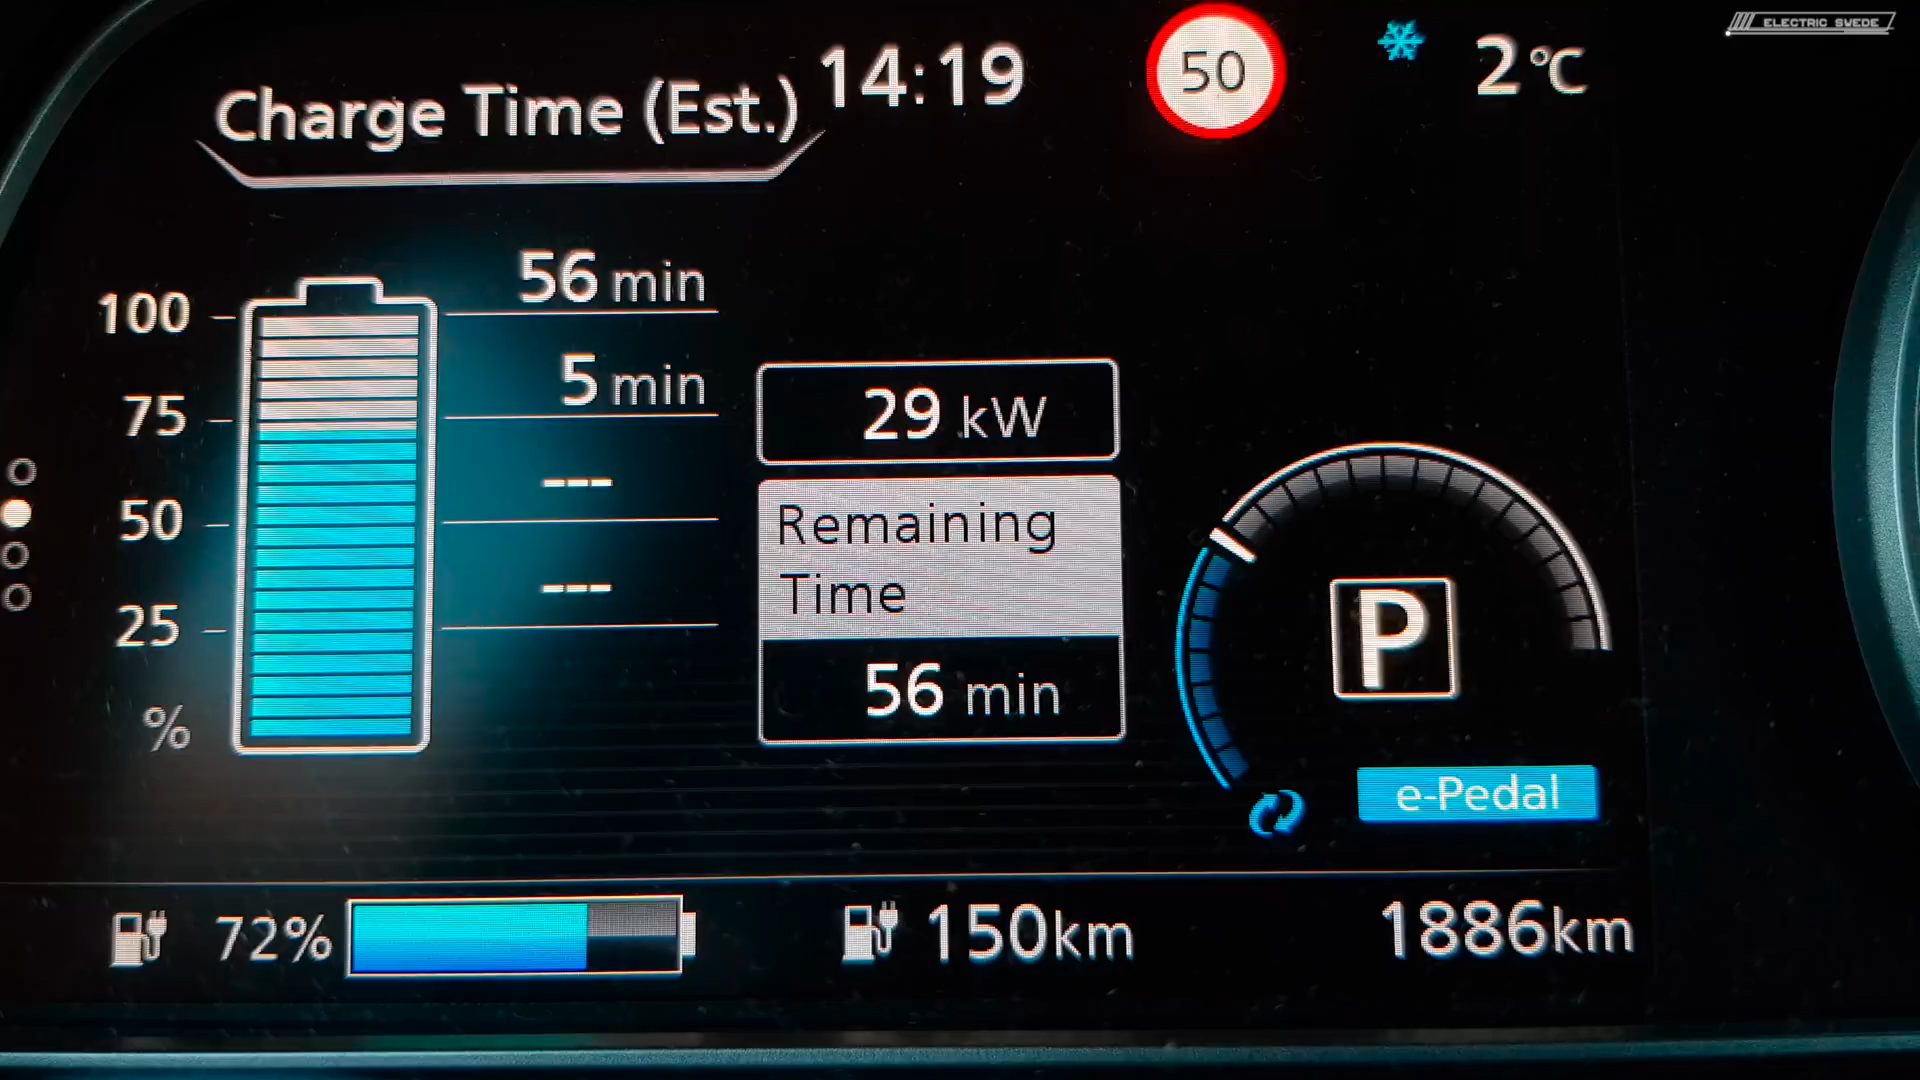 ELECTRIC SWEDE
Charge Time (Est.)
14:19
50
2°C
56 min
100
5 min
75
29 kW
---
50
Remaining
Time
---
25
56 min
%
P
e-Pedal
72%
150km
1886km